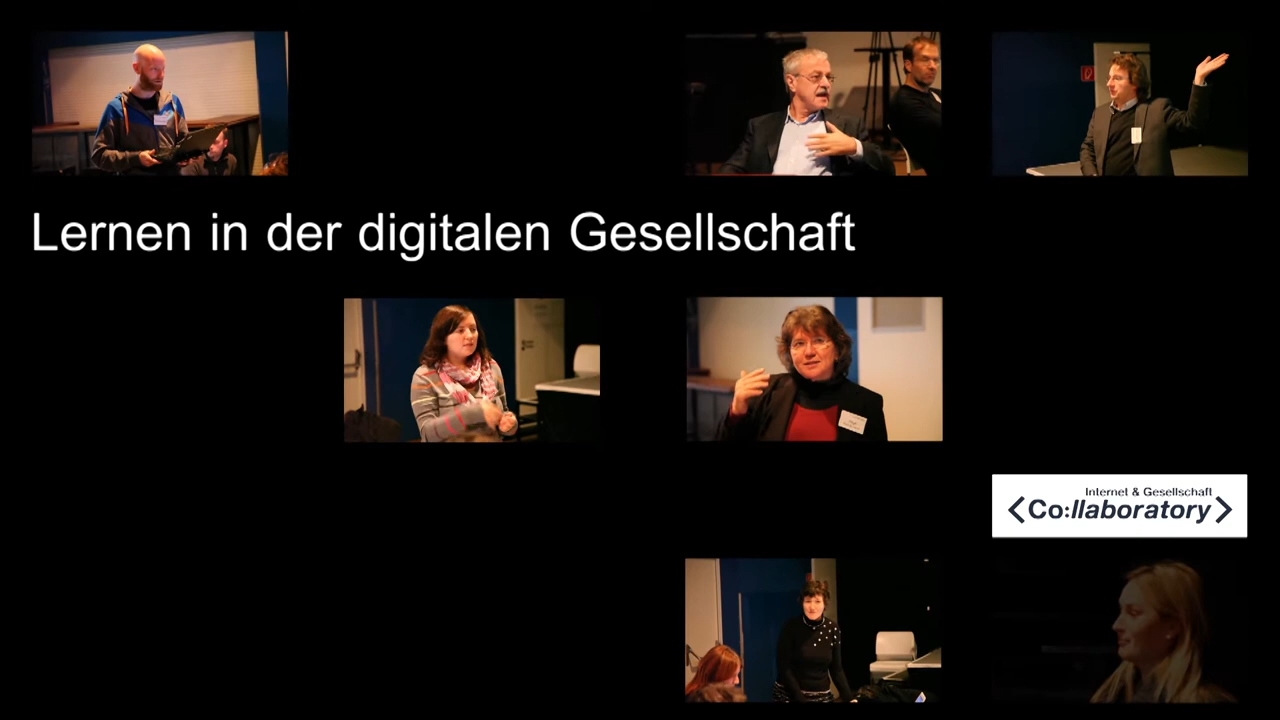 Lernen in der digitalen Gesellschaft
Internet & Gesellschaft
<Co:llaboratory>